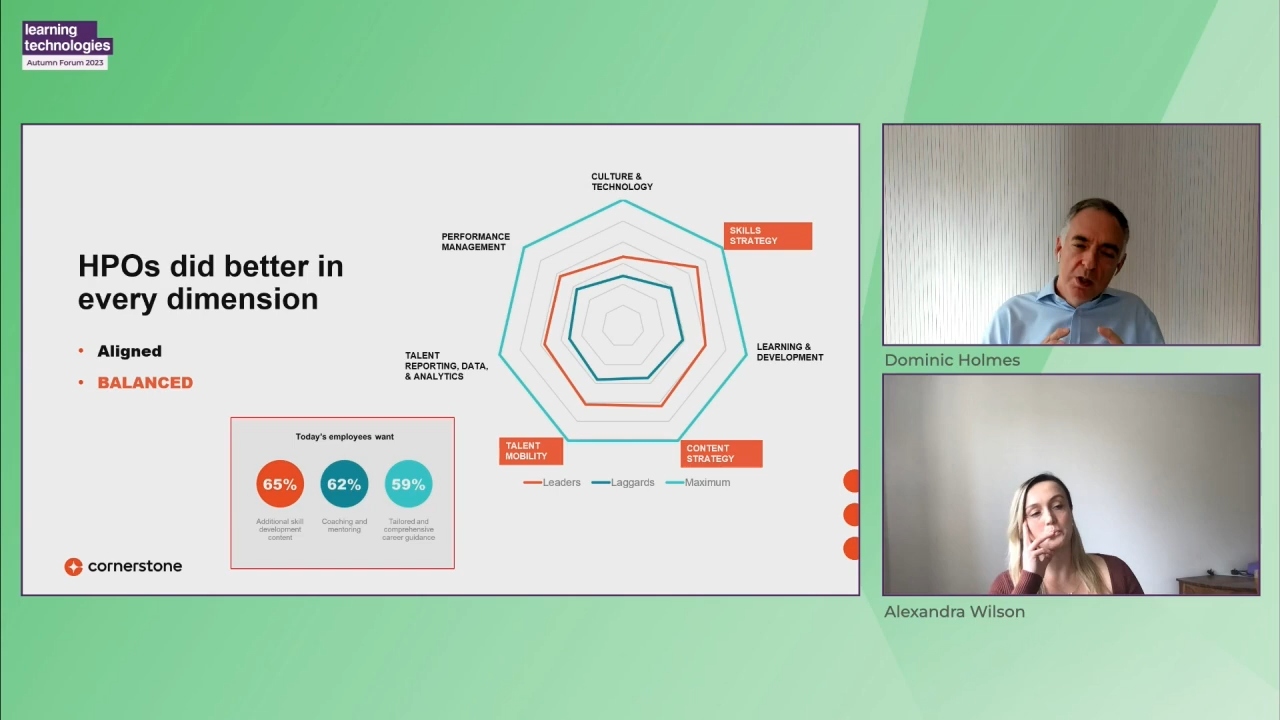 learning
technologies
Autumn Forum 2023
HPOs did better in
every dimension
• Aligned
• BALANCED
Today's employees want
65%
62%
59%
Additional skill
development
content
Coaching and
mentoring
Tailored and
comprehensive
career guidance
cornerstone
CULTURE &
TECHNOLOGY
SKILLS
STRATEGY
LEARNING &
DEVELOPMENT
CONTENT
STRATEGY
TALENT
MOBILITY
TALENT
REPORTING, DATA,
& ANALYTICS
PERFORMANCE
MANAGEMENT
Leaders
Laggards
Maximum
Dominic Holmes
Alexandra Wilson